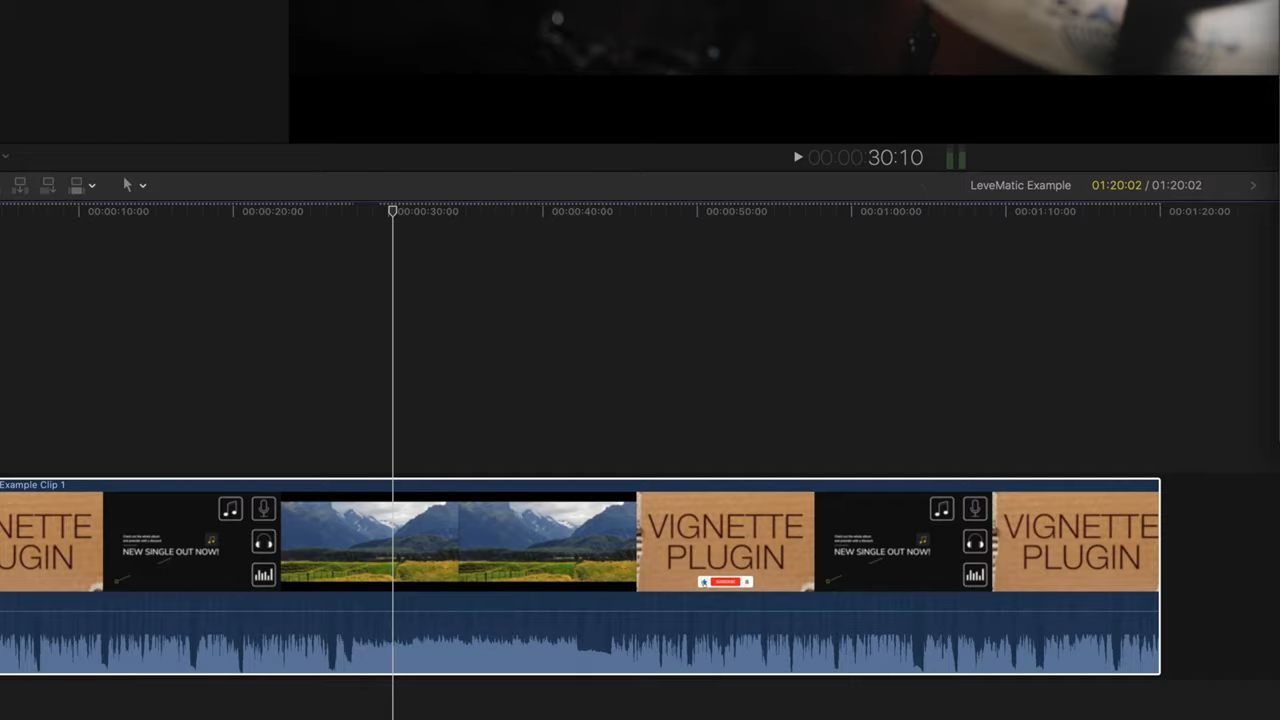 00:00:30:10
LeveMatic Example
01:20:02 / 01:20:02
00:00:10:00
00:00:20:00
00:00:30:00
00:00:40:00
00:00:50:00
00:01:00:00
00:01:10:00
00:01:20:00
Example Clip 1
NETTE
UGIN
NEW SINGLE OUT NOW!
VIGNETTE
PLUGIN
SUBSCRIBE
NEW SINGLE OUT NOW!
VIGNETTE
PLUGIN